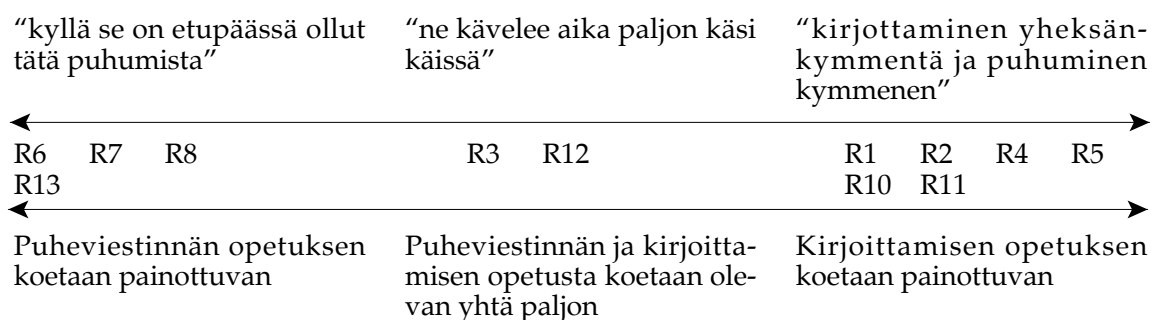 ”kyllä se on etupäässä ollut
tätä puhumista”
”ne kävelee aika paljon käsi
käissä”
”kirjottaminen yheksän-
kymmentä ja puhuminen
kymmenen”
R6 R7 R8 R3 R12 R1 R2 R4 R5
R13 R10 R11
Puheviestinnän opetuksen
koetaan painottuvan
Puheviestinnän ja kirjoitta-
misen opetusta koetaan ole-
van yhtä paljon
Kirjoittamisen opetuksen
koetaan painottuvan